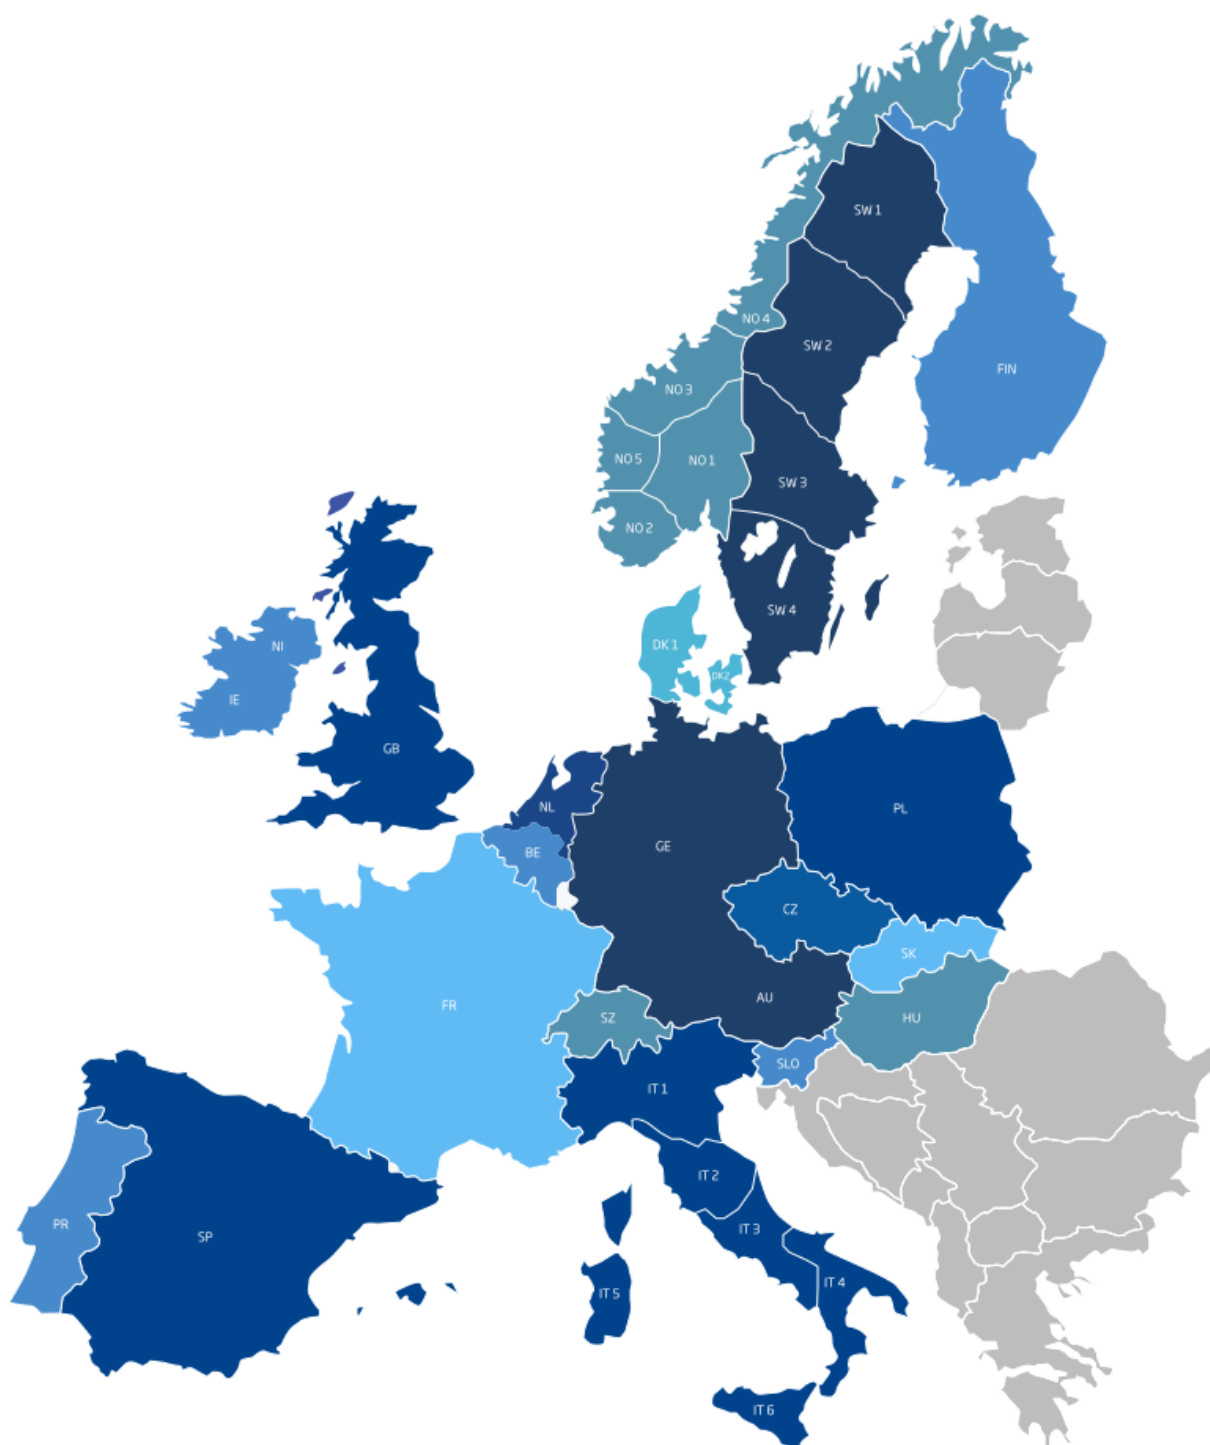 SW 1
NO 4
SW 2
FIN
NO 3
NO 5
NO 1
SW 3
NO 2
SW 4
NI
DK 1
DK2
IE
GB
NL
PL
GE
BE
CZ
SK
AU
FR
SZ
HU
SLO
IT 1
IT 2
PR
SP
IT 3
IT 4
IT 5
IT 6